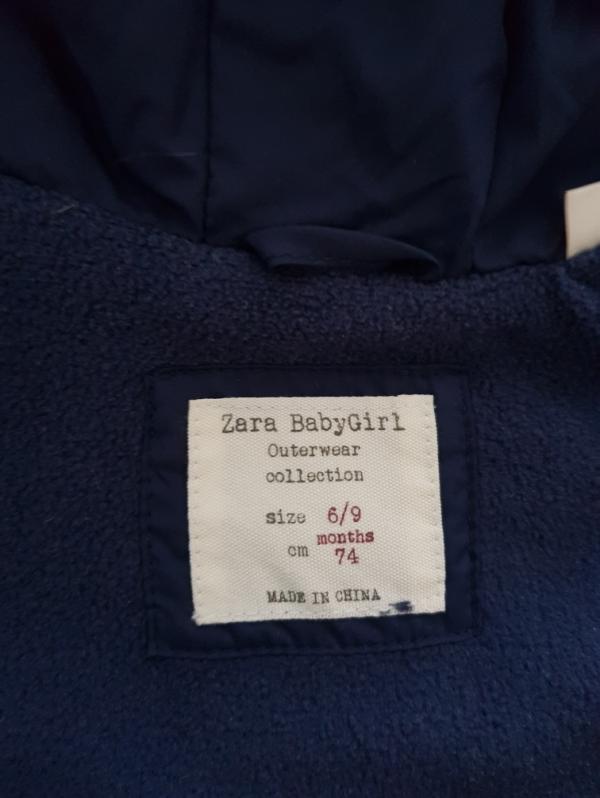 Zara BabyGirl
Outerwear
collection
size 6/9
months
cm 74
MADE IN CHINA